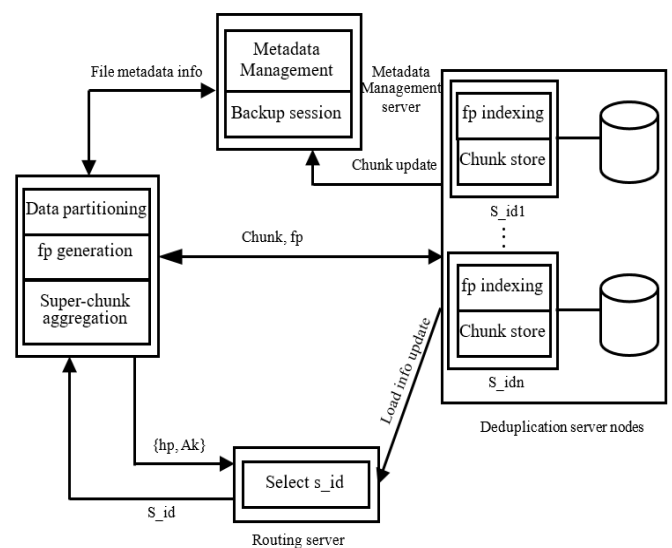 Metadata
Management
Backup session
File metadata info
Metadata
Management
server
fp indexing
Chunk store
S_id1
Chunk update
Data partitioning
fp generation
Super-chunk
aggregation
Chunk, fp
fp indexing
Chunk store
S_idn
Load info update
Deduplication server nodes
{hp, Ak}
Select s_id
S_id
Routing server